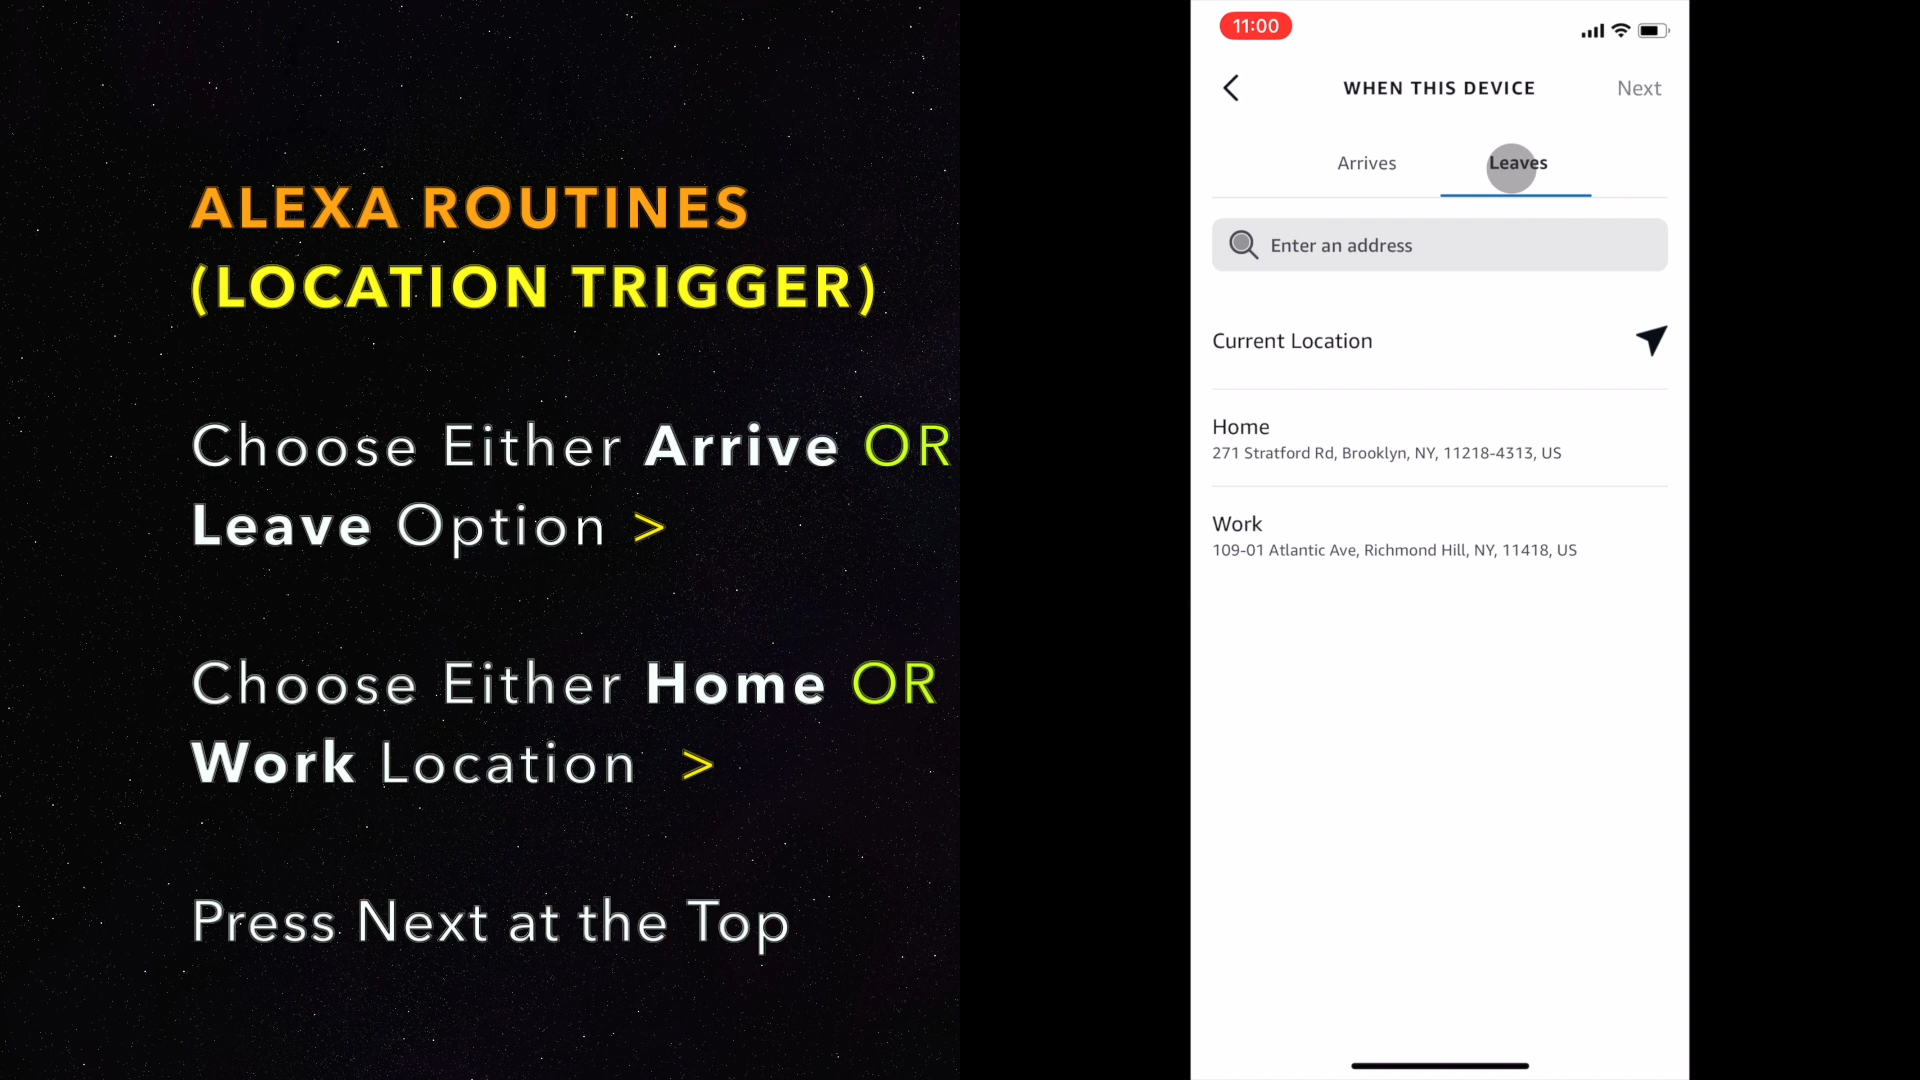 ALEXA ROUTINES
(LOCATION TRIGGER)
Choose Either Arrive OR
Leave Option >
Choose Either Home OR
Work Location >
Press Next at the Top
11:00
WHEN THIS DEVICE
Next
Arrives
Leaves
Enter an address
Current Location
Home
271 Stratford Rd, Brooklyn, NY, 11218-4313, US
Work
109-01 Atlantic Ave, Richmond Hill, NY, 11418, US